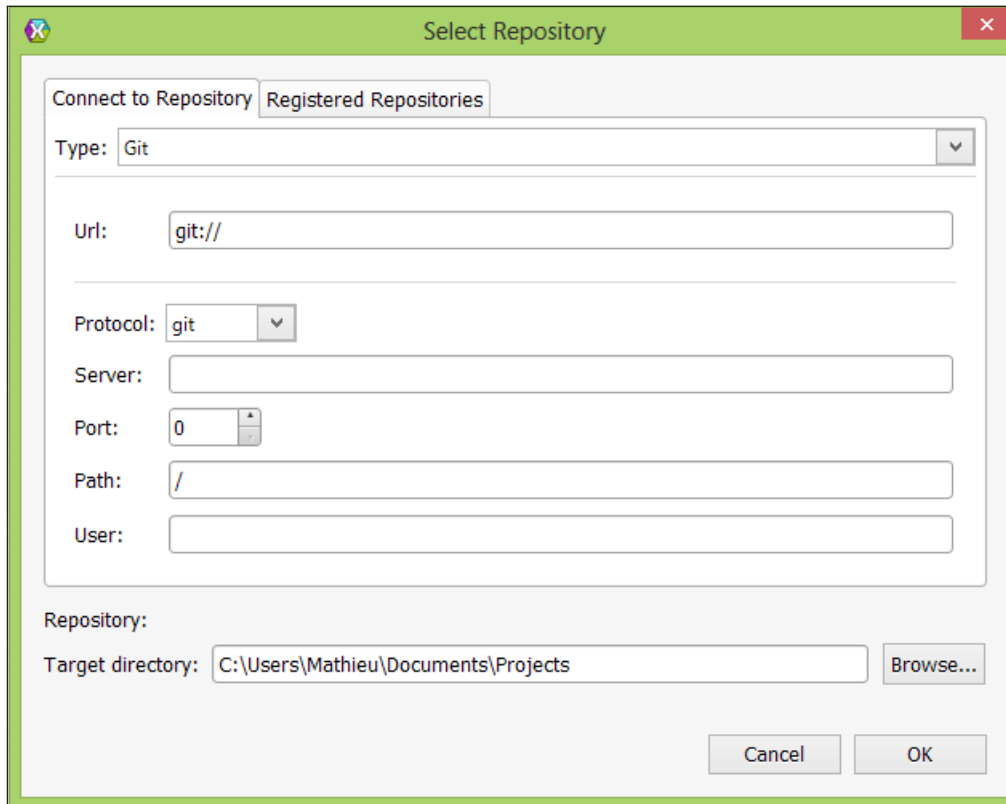 Select Repository
Connect to Repository Registered Repositories
Type: Git
Url: git://
Protocol: git
Server:
Port: 0
Path: /
User:
Repository:
Target directory: C:\Users\Mathieu\Documents\Projects Browse...
Cancel OK